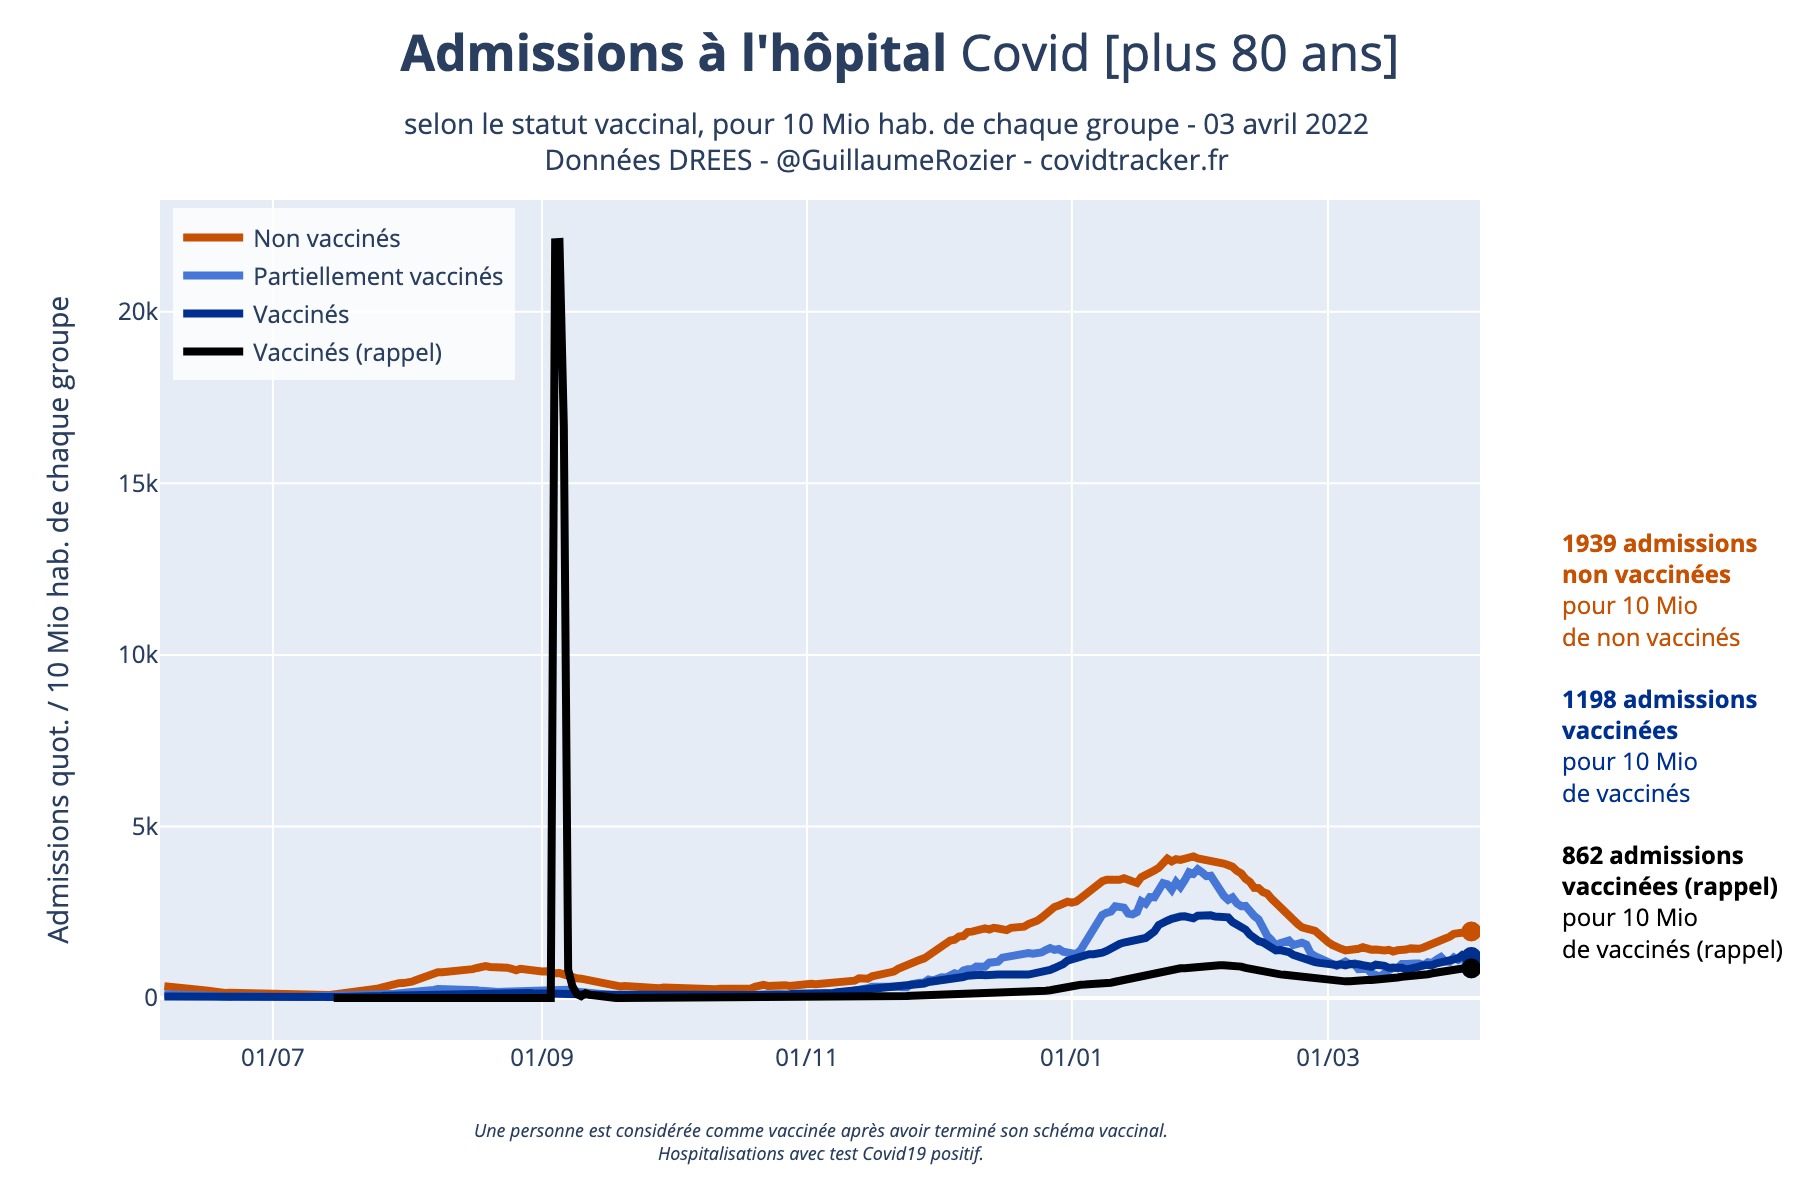 Admissions à l'hôpital Covid [plus 80 ans]
selon le statut vaccinal, pour 10 Mio hab. de chaque groupe - 03 avril 2022
Données DREES - @GuillaumeRozier - covidtracker.fr
Non vaccinés
Partiellement vaccinés
Vaccinés
Vaccinés (rappel)
Admissions quot. / 10 Mio hab. de chaque groupe
20k
15k
10k
5k
0
01/07
01/09
01/11
01/01
01/03
1939 admissions
non vaccinées
pour 10 Mio
de non vaccinés
1198 admissions
vaccinées
pour 10 Mio
de vaccinés
862 admissions
vaccinées (rappel)
pour 10 Mio
de vaccinés (rappel)
Une personne est considérée comme vaccinée après avoir terminé son schéma vaccinal.
Hospitalisations avec test Covid19 positif.